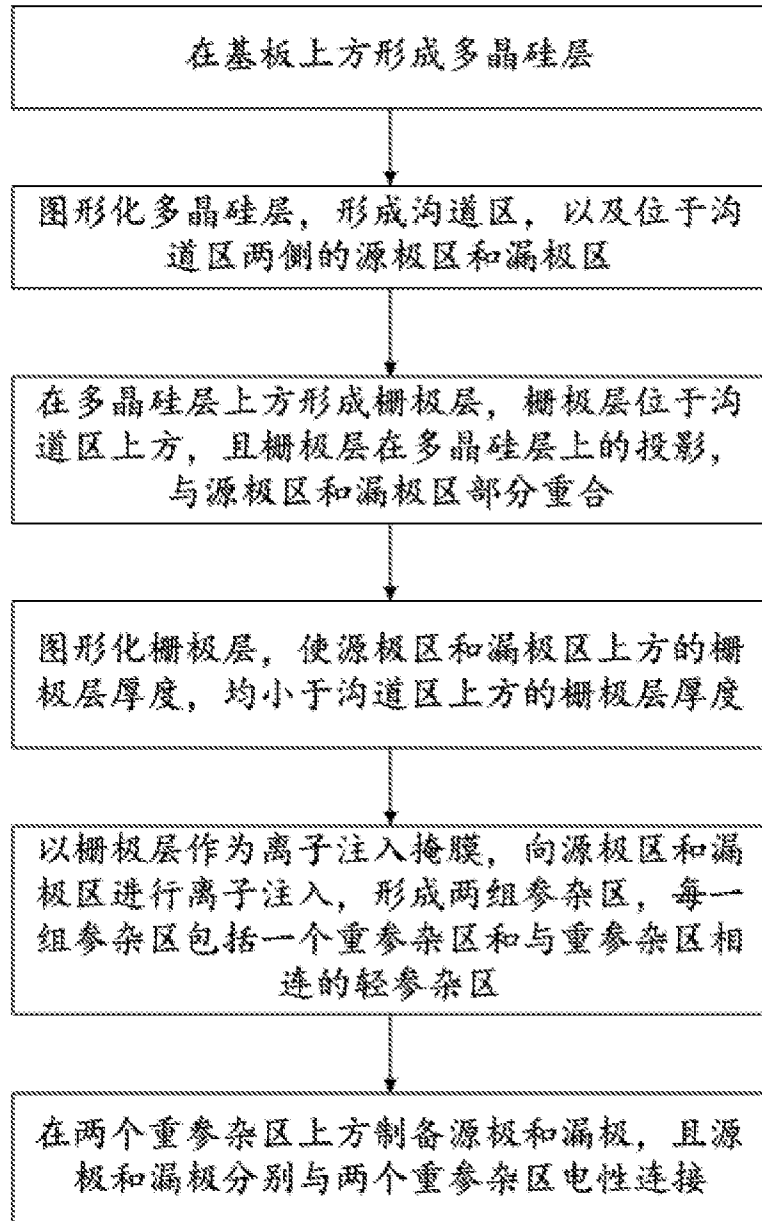 在基板上方形成多晶硅层
图形化多晶硅层，形成沟道区，以及位于沟
道区两侧的源极区和漏极区
在多晶硅层上方形成栅极层，栅极层位于沟
道区上方，且栅极层在多晶硅层上的投影，
与源极区和漏极区部分重合
图形化栅极层，使源极区和漏极区上方的栅
极层厚度，均小于沟道区上方的栅极层厚度
以栅极层作为离子注入掩膜，向源极区和漏
极区进行离子注入，形成两组参杂区，每一
组参杂区包括一个重参杂区和与重参杂区相
连的轻参杂区
在两个重参杂区上方制备源极和漏极，且源
极和漏极分别与两个重参杂区电性连接